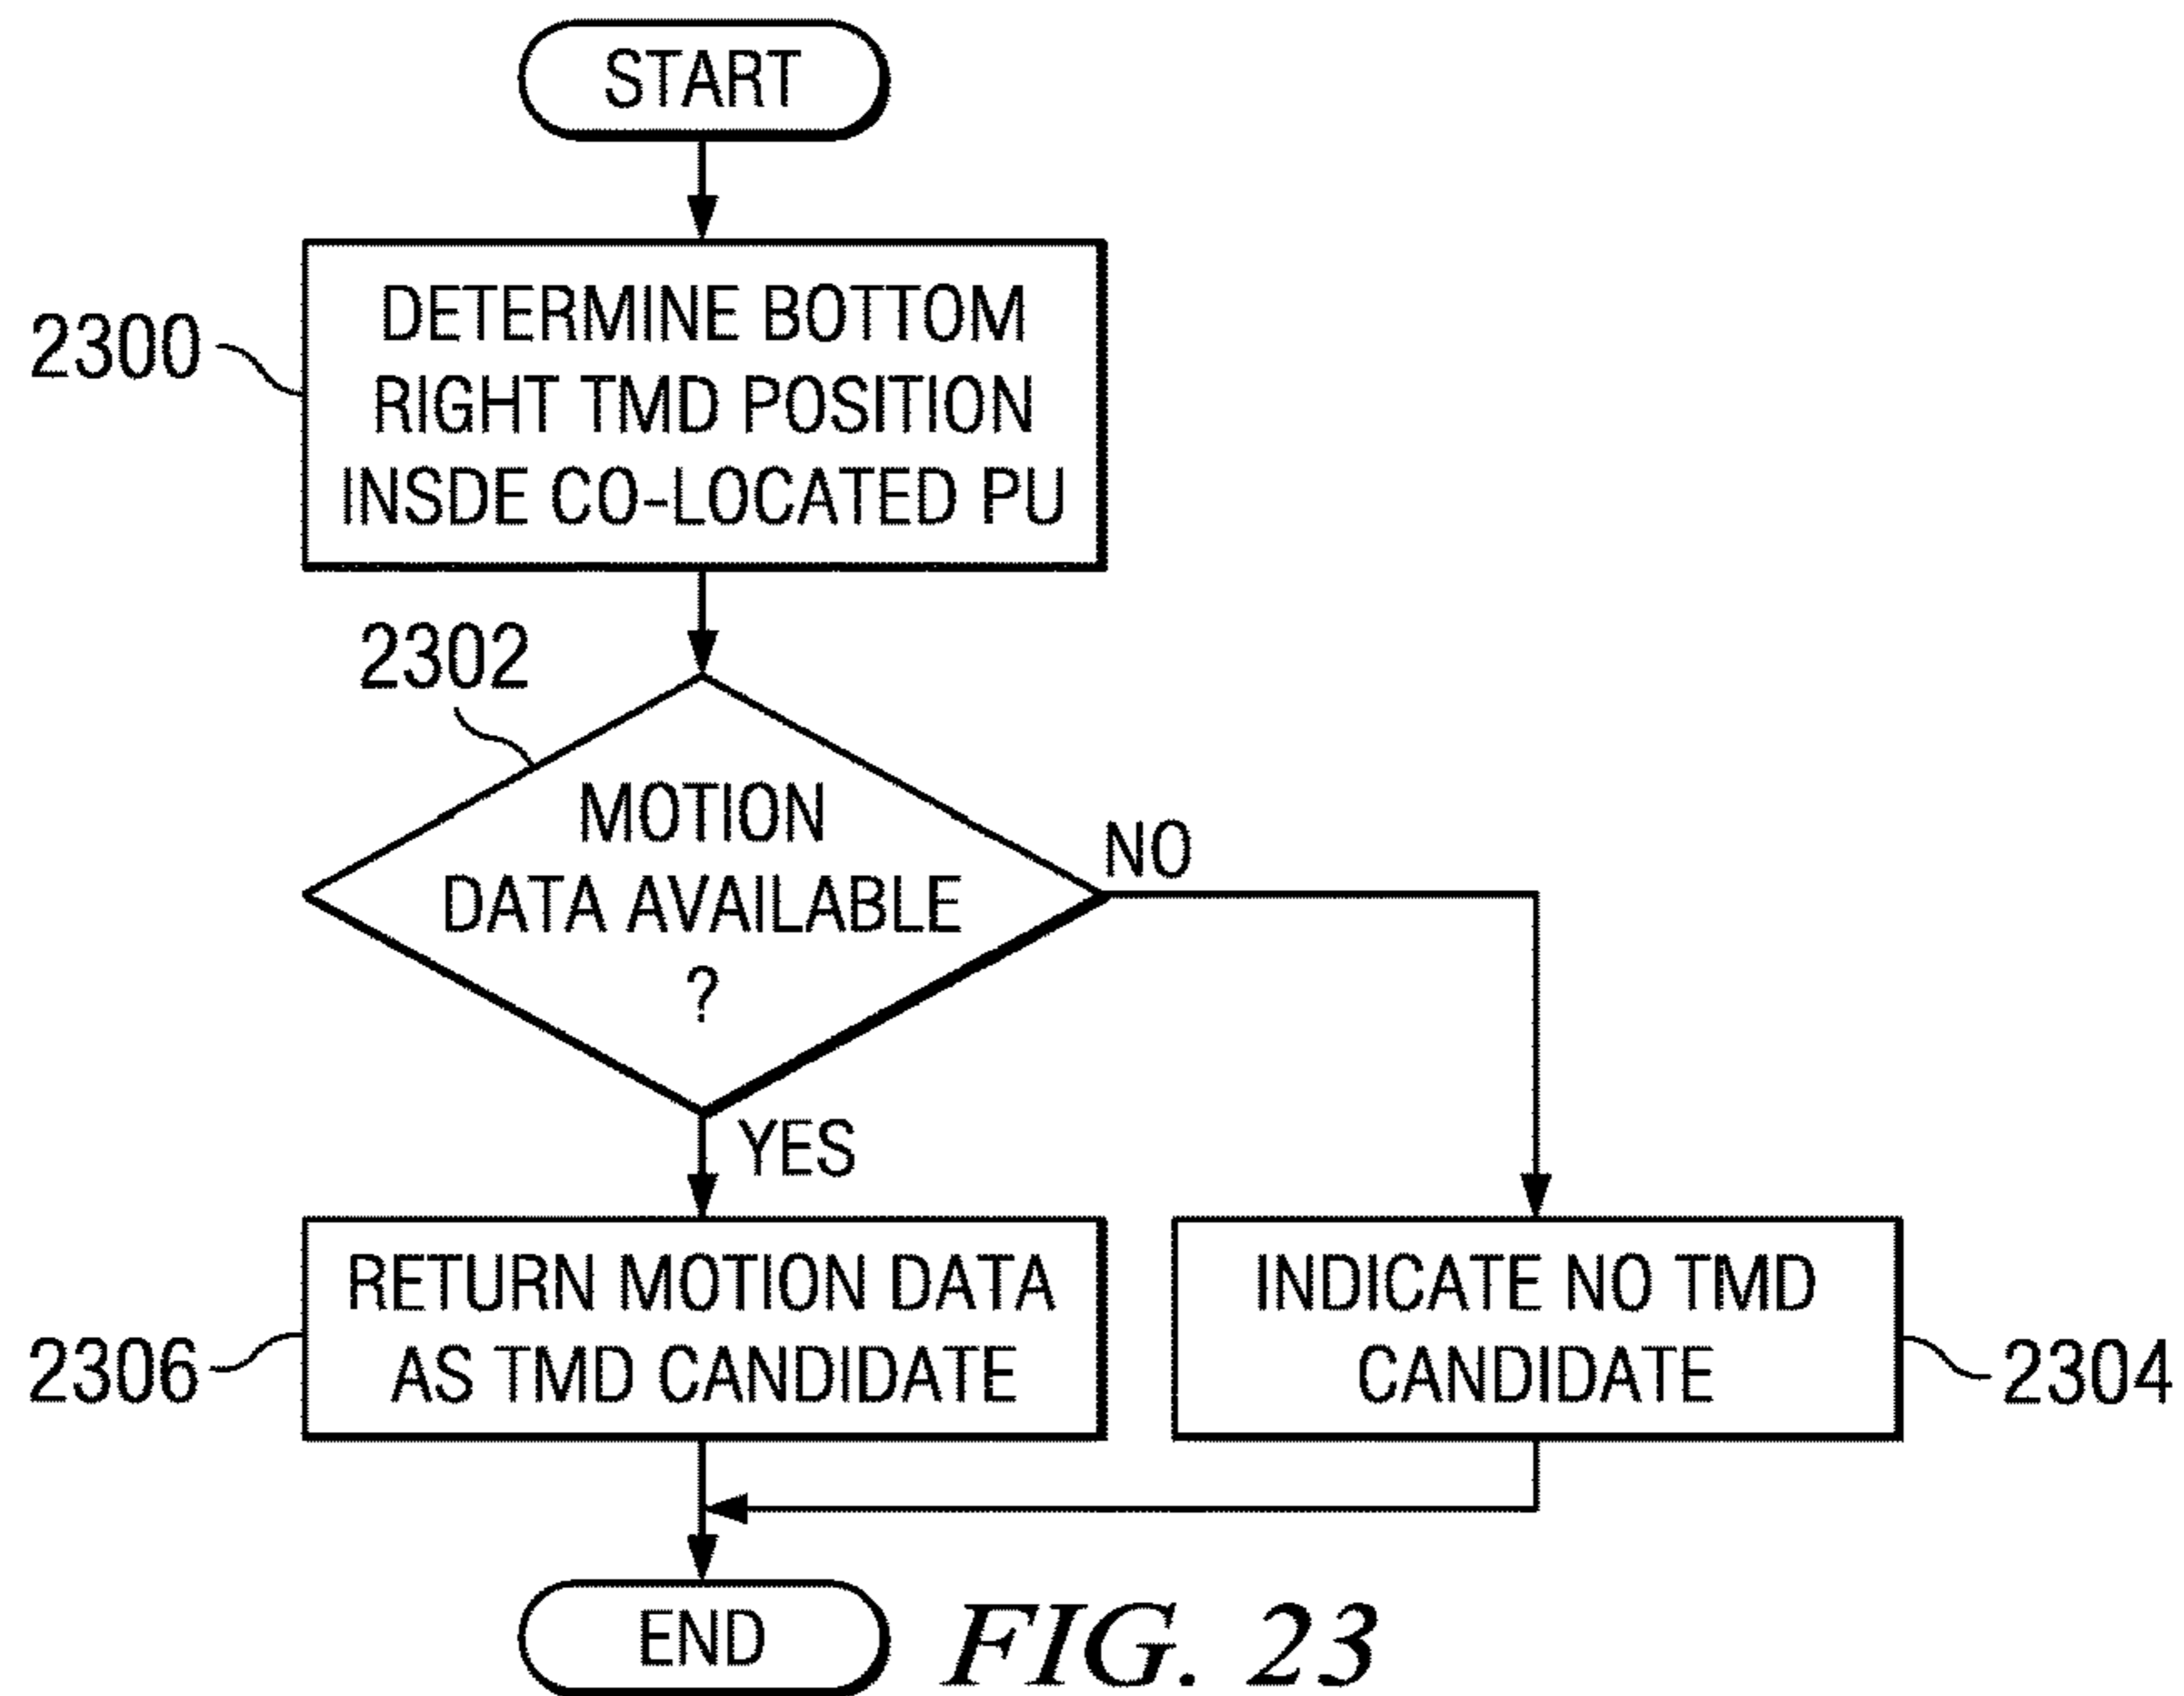 START
2300
DETERMINE BOTTOM
RIGHT TMD POSITION
INSDE CO-LOCATED PU
2302
MOTION
DATA AVAILABLE
?
NO
YES
2306
RETURN MOTION DATA
AS TMD CANDIDATE
INDICATE NO TMD
CANDIDATE
2304
END
FIG. 23